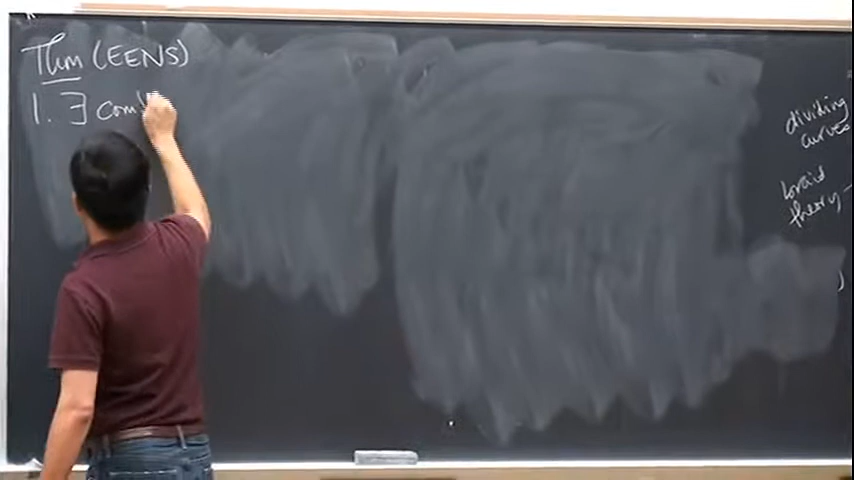 Thm (EENS)
1. ∃ com
dividing
curves
braid
theory -